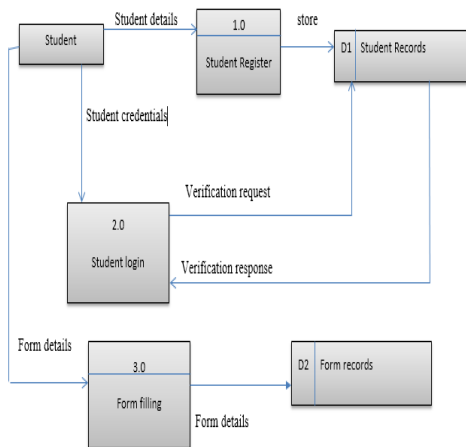 Student details
store
Student
1.0
Student Register
D1 Student Records
Student credentials
Verification request
2.0
Student login
Verification response
Form details
3.0
Form filling
D2 Form records
Form details